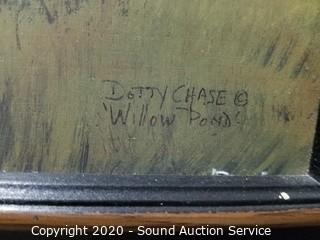 DOTTY CHASE ©
'Willow Pond'
Copyright 2020 - Sound Auction Service